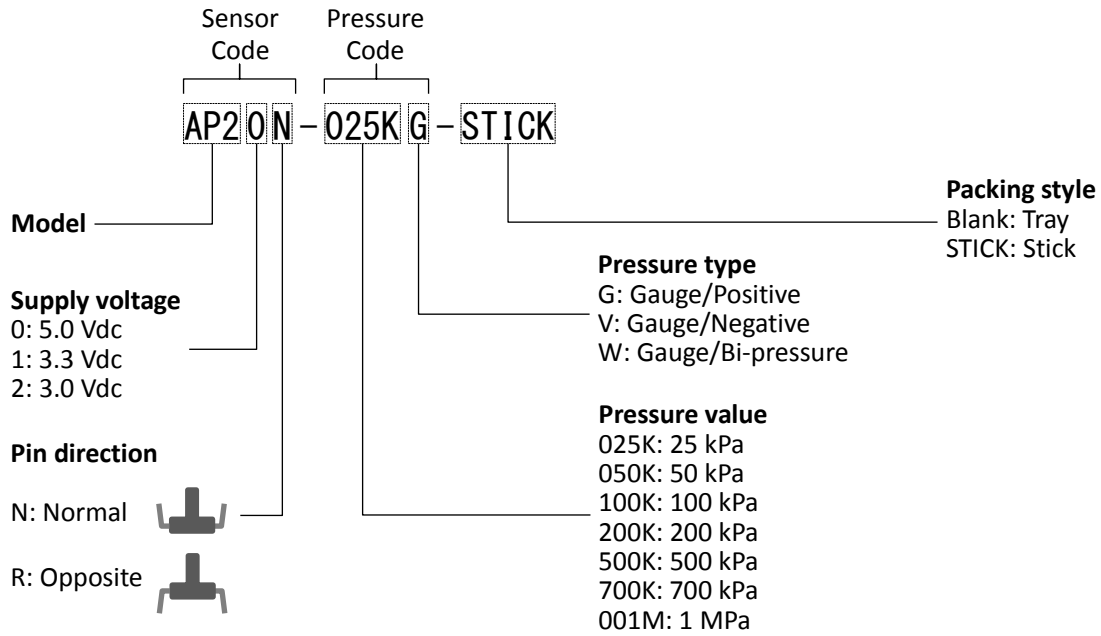 Sensor
Code
Pressure
Code
AP20N-025KG-STICK
Model
Supply voltage
0: 5.0 Vdc
1: 3.3 Vdc
2: 3.0 Vdc
Pin direction
N: Normal
R: Opposite
Pressure type
G: Gauge/Positive
V: Gauge/Negative
W: Gauge/Bi-pressure
Pressure value
025K: 25 kPa
050K: 50 kPa
100K: 100 kPa
200K: 200 kPa
500K: 500 kPa
700K: 700 kPa
001M: 1 MPa
Packing style
Blank: Tray
STICK: Stick